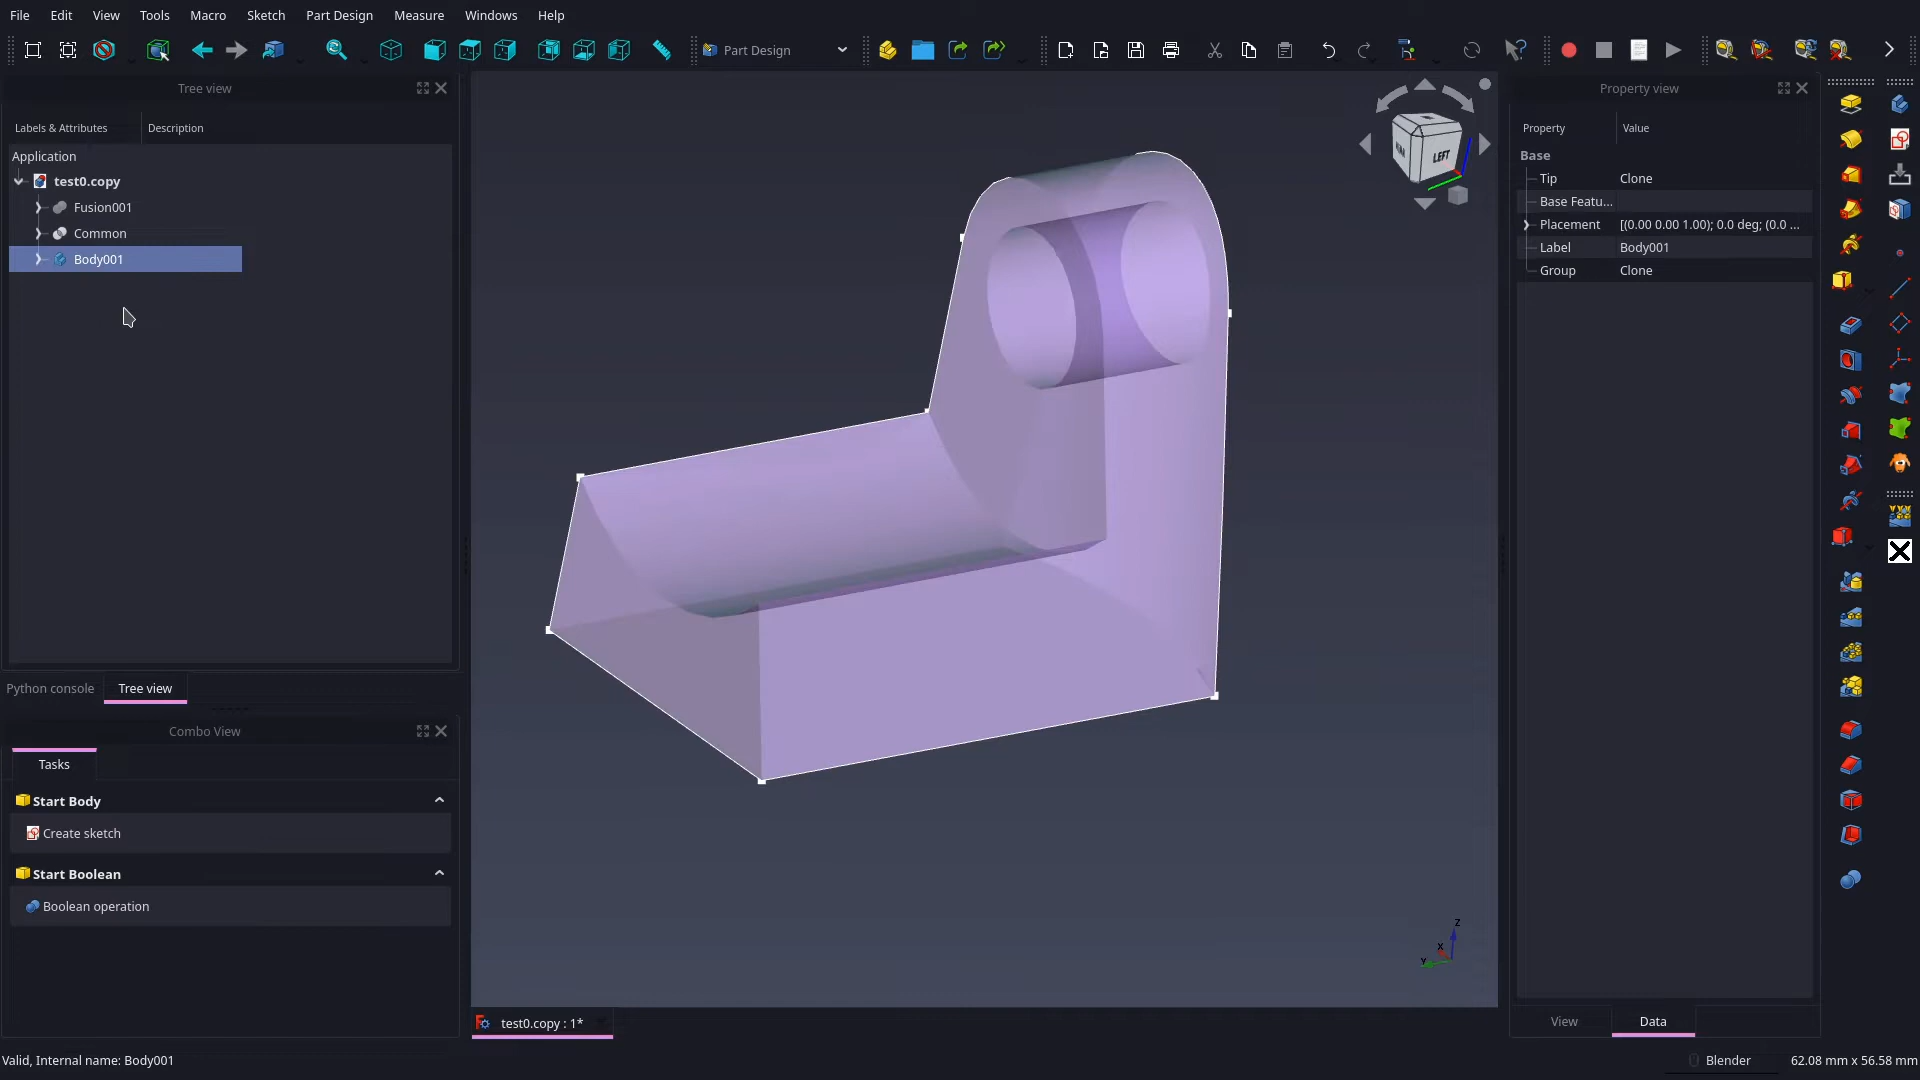 File Edit View Tools Macro Sketch Part Design Measure Windows Help
Part Design
Tree view
Labels & Attributes Description
Application
test0.copy
Fusion001
Common
Body001
Python console Tree view
Combo View
Tasks
Start Body
Create sketch
Start Boolean
Boolean operation
LEFT
Z
X
Y
test0.copy : 1*
Property view
Property Value
Base
Tip Clone
Base Featu...
Placement [(0.00 0.00 1.00); 0.0 deg; (0.0 ...
Label Body001
Group Clone
View Data
Valid, Internal name: Body001
Blender 62.08 mm x 56.58 mm